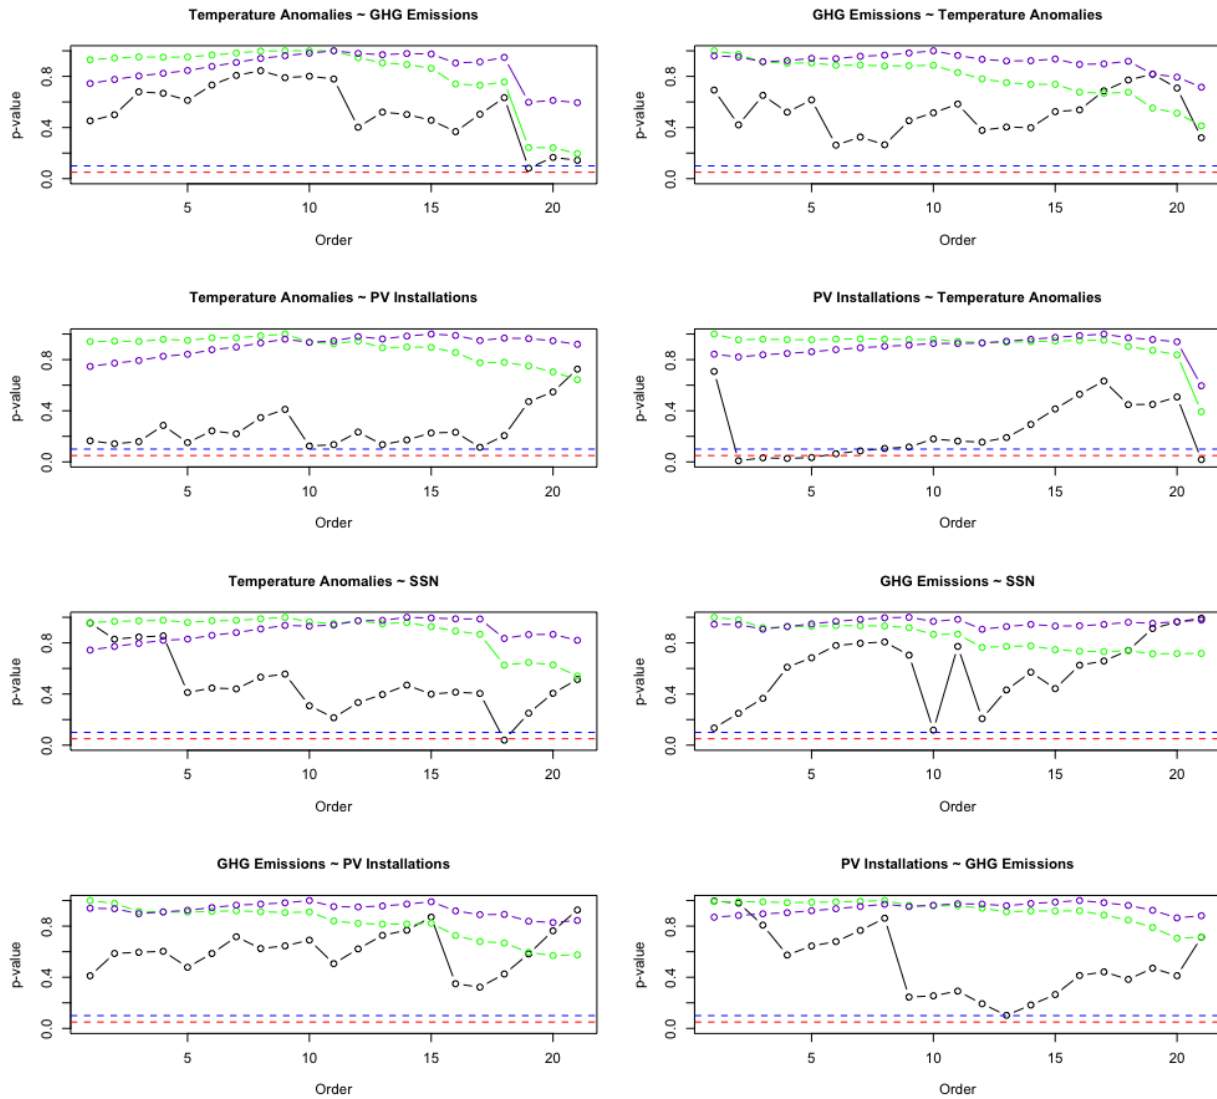 Temperature Anomalies ~ GHG Emissions
p-value
0.0 0.4 0.8
5 10 15 20
Order
GHG Emissions ~ Temperature Anomalies
p-value
0.0 0.4 0.8
5 10 15 20
Order
Temperature Anomalies ~ PV Installations
p-value
0.0 0.4 0.8
5 10 15 20
Order
PV Installations ~ Temperature Anomalies
p-value
0.0 0.4 0.8
5 10 15 20
Order
Temperature Anomalies ~ SSN
p-value
0.0 0.4 0.8
5 10 15 20
Order
GHG Emissions ~ SSN
p-value
0.0 0.4 0.8
5 10 15 20
Order
GHG Emissions ~ PV Installations
p-value
0.0 0.4 0.8
5 10 15 20
Order
PV Installations ~ GHG Emissions
p-value
0.0 0.4 0.8
5 10 15 20
Order